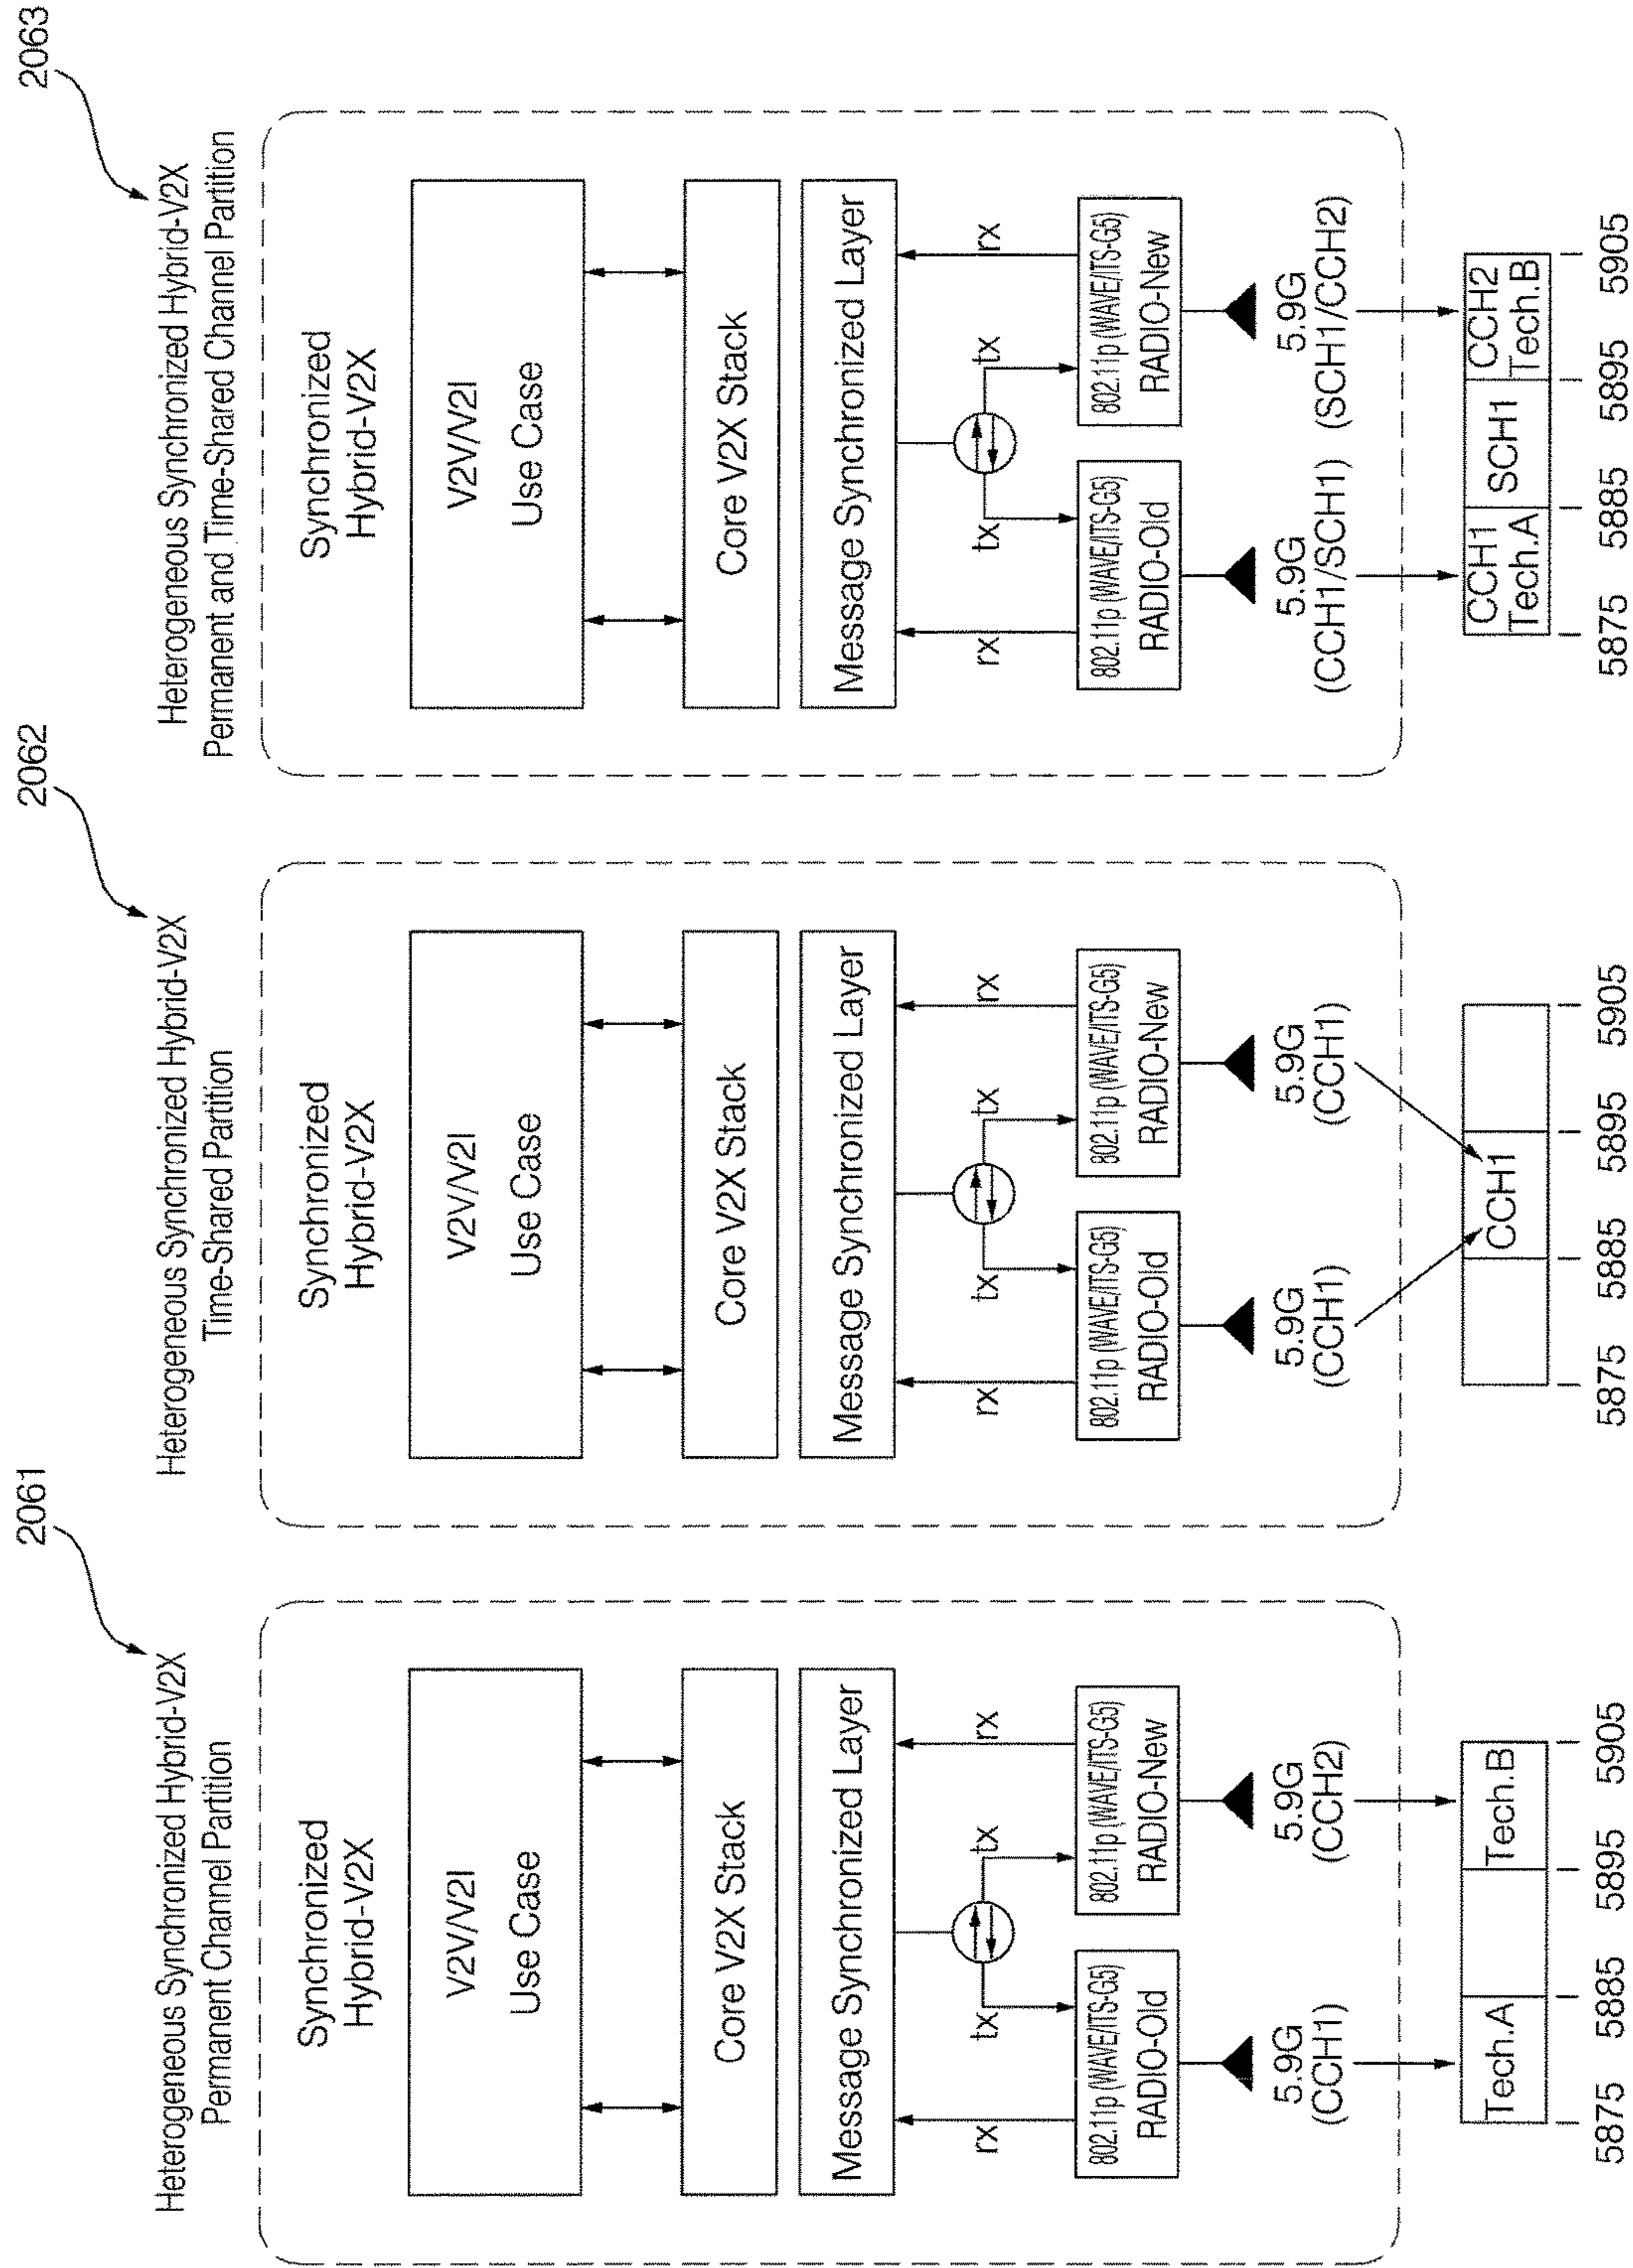 2061
Heterogeneous Synchronized Hybrid-V2X
Permanent Channel Partition
Synchronized
Hybrid-V2X
V2V/V2I
Use Case
Core V2X Stack
Message Synchronized Layer
rx
tx
tx
rx
802.11p (WAVE/ITS-G5)
RADIO-Old
802.11p (WAVE/ITS-G5)
RADIO-New
5.9G
(CCH1)
5.9G
(CCH2)
Tech.A
Tech.B
5875
5885
5895
5905
2062
Heterogeneous Synchronized Hybrid-V2X
Time-Shared Partition
Synchronized
Hybrid-V2X
V2V/V2I
Use Case
Core V2X Stack
Message Synchronized Layer
rx
tx
tx
rx
802.11p (WAVE/ITS-G5)
RADIO-Old
802.11p (WAVE/ITS-G5)
RADIO-New
5.9G
(CCH1)
5.9G
(CCH1)
CCH1
5875
5885
5895
5905
2063
Heterogeneous Synchronized Hybrid-V2X
Permanent and Time-Shared Channel Partition
Synchronized
Hybrid-V2X
V2V/V2I
Use Case
Core V2X Stack
Message Synchronized Layer
rx
tx
tx
rx
802.11p (WAVE/ITS-G5)
RADIO-Old
802.11p (WAVE/ITS-G5)
RADIO-New
5.9G
(CCH1/SCH1)
5.9G
(SCH1/CCH2)
CCH1
Tech.A
SCH1
CCH2
Tech.B
5875
5885
5895
5905